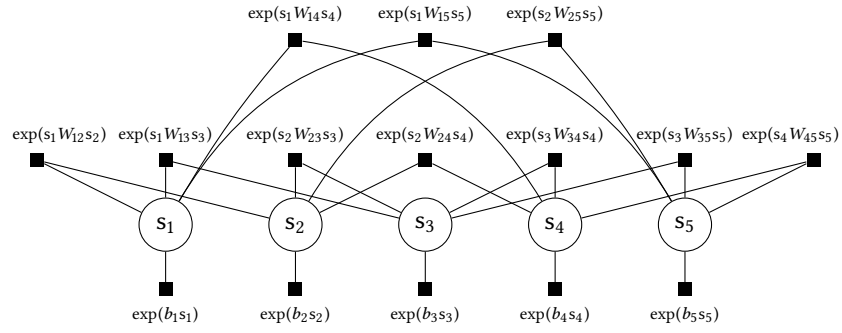 exp(s₁W₁₄s₄) exp(s₁W₁₅s₅) exp(s₂W₂₅s₅)
exp(s₁W₁₂s₂) exp(s₁W₁₃s₃) exp(s₂W₂₃s₃) exp(s₂W₂₄s₄) exp(s₃W₃₄s₄) exp(s₃W₃₅s₅) exp(s₄W₄₅s₅)
s₁ s₂ s₃ s₄ s₅
exp(b₁s₁) exp(b₂s₂) exp(b₃s₃) exp(b₄s₄) exp(b₅s₅)